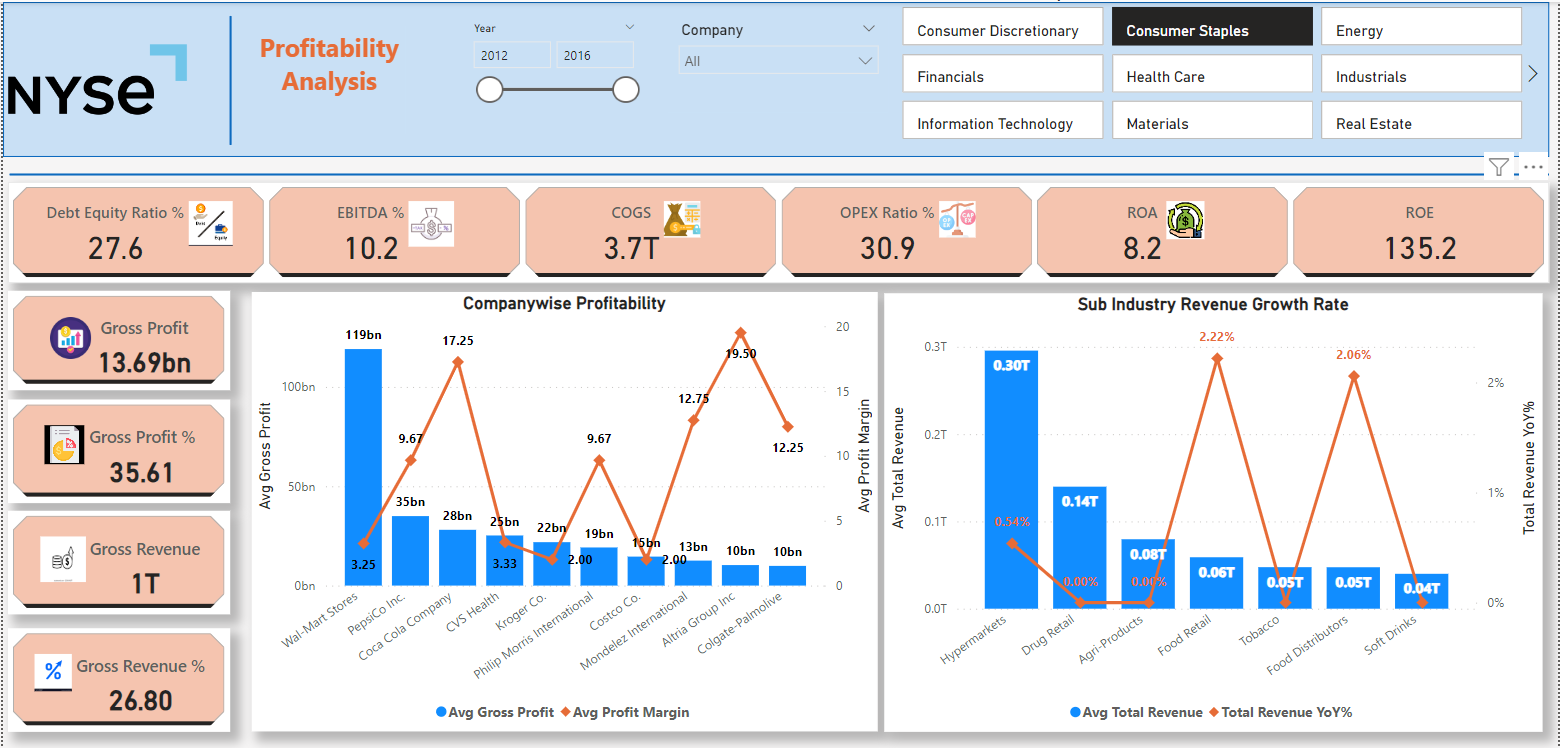 NYSE
Profitability
Analysis
Year
2012
2016
Company
All
Consumer Discretionary
Consumer Staples
Energy
Financials
Health Care
Industrials
Information Technology
Materials
Real Estate
Debt Equity Ratio %
27.6
EBITDA %
10.2
COGS
3.7T
OPEX Ratio %
30.9
ROA
8.2
ROE
135.2
Gross Profit
13.69bn
Gross Profit %
35.61
Gross Revenue
1T
Gross Revenue %
26.80
Companywise Profitability
Avg Gross Profit
100bn
50bn
0bn
119bn
35bn
28bn
25bn
22bn
19bn
15bn
13bn
10bn
10bn
3.25
9.67
17.25
3.33
2.00
9.67
2.00
12.75
19.50
12.25
20
15
10
5
0
Avg Profit Margin
Wal-Mart Stores
PepsiCo Inc.
Coca Cola Company
CVS Health
Kroger Co.
Philip Morris International
Costco Co.
Mondelez International
Altria Group Inc
Colgate-Palmolive
Avg Gross Profit
Avg Profit Margin
Sub Industry Revenue Growth Rate
Avg Total Revenue
0.3T
0.2T
0.1T
0.0T
0.30T
0.14T
0.08T
0.06T
0.05T
0.05T
0.04T
0.54%
0.00%
0.00%
2.22%
2.06%
2%
1%
0%
Total Revenue YoY%
Hypermarkets
Drug Retail
Agri-Products
Food Retail
Tobacco
Food Distributors
Soft Drinks
Avg Total Revenue
Total Revenue YoY%